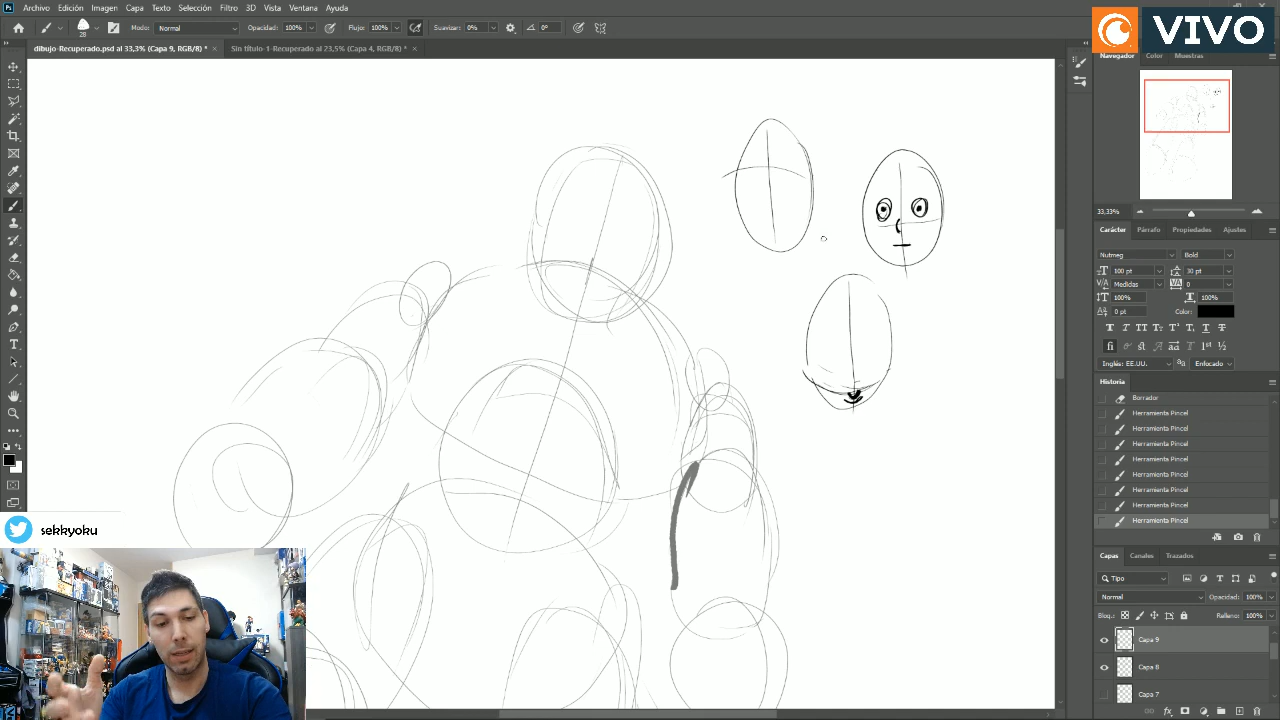 Archivo Edición Imagen Capa Texto Selección Filtro 3D Vista Ventana Ayuda
VIVO
28 Modo: Normal Opacidad: 100% Flujo: 100% Suavizar: 0% 0°
dibujo-Recuperado.psd al 33,3% (Capa 9, RGB/8) * ×
Sin título-1-Recuperado al 23,5% (Capa 4, RGB/8) * ×
Navegador Color Muestras
33,33%
Carácter Párrafo Propiedades Ajustes
Nutmeg Bold
100 pt 30 pt
Medidas 0
100% 100%
0 pt Color:
Inglés: EE.UU. Enfocado
Historia
Borrador
Herramienta Pincel
Herramienta Pincel
Herramienta Pincel
Herramienta Pincel
Herramienta Pincel
Herramienta Pincel
Herramienta Pincel
Herramienta Pincel
Capas Canales Trazados
Tipo
Normal Opacidad: 100%
Bloq.: Relleno: 100%
Capa 9
Capa 8
Capa 7
sekkyoku